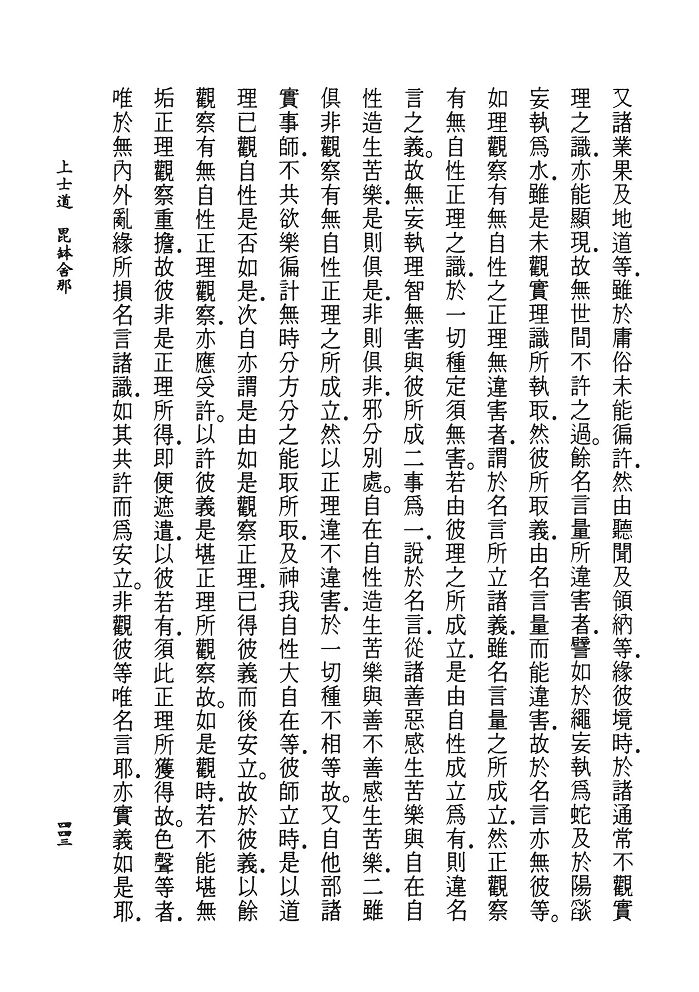 又諸業果及地道等．雖於庸俗未能徧許．然由聽聞及領納等．緣彼境時．於諸通常不觀實
理之識．亦能顯現．故無世間不許之過。餘名言量所違害者．譬如於繩妄執為蛇及於陽燄
妄執為水．雖是未觀實理識所執取．然彼所取義．由名言量而能違害．故於名言亦無彼等。
如理觀察有無自性之正理無違害者．謂於名言所立諸義．雖名言量之所成立．然正觀察
有無自性正理之識．於一切種定須無害。若由彼理之所成立．是由自性成立為有．則違名
言之義。故無妄執理智無害與彼所成二事為一．說於名言．從諸善惡感生苦樂與自在自
性造生苦樂．是則俱是．非則俱非．邪分別處。自在自性造生苦樂與善不善感生苦樂．二雖
俱非觀察有無自性正理之所成立．然以正理違不違害．於一切種不相等故。又自他部諸
實事師．不共欲樂徧計無時分方分之能取所取．及神我自性大自在等．彼師立時．是以道
理已觀自性是否如是．次自亦謂是由如是觀察正理．已得彼義而後安立。故於彼義．以餘
觀察有無自性正理觀察．亦應受許。以許彼義是堪正理所觀察故。如是觀時．若不能堪無
垢正理觀察重擔．故彼非是正理所得．即便遮遣．以彼若有．須此正理所獲得故。色聲等者．
唯於無內外亂緣所損名言諸識．如其共許而為安立。非觀彼等唯名言耶．亦實義如是耶．
上士道　毘缽舍那
四四三